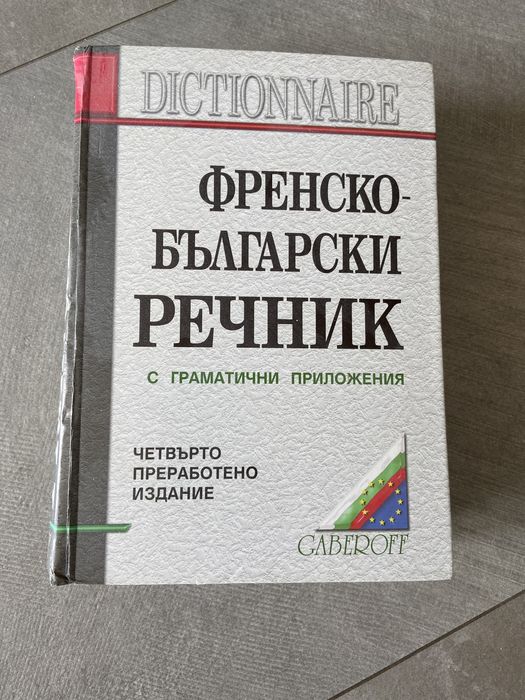 DICTIONNAIRE
ФРЕНСКО-
БЪЛГАРСКИ
РЕЧНИК
С ГРАМАТИЧНИ ПРИЛОЖЕНИЯ
ЧЕТВЪРТО
ПРЕРАБОТЕНО
ИЗДАНИЕ
GABEROFF